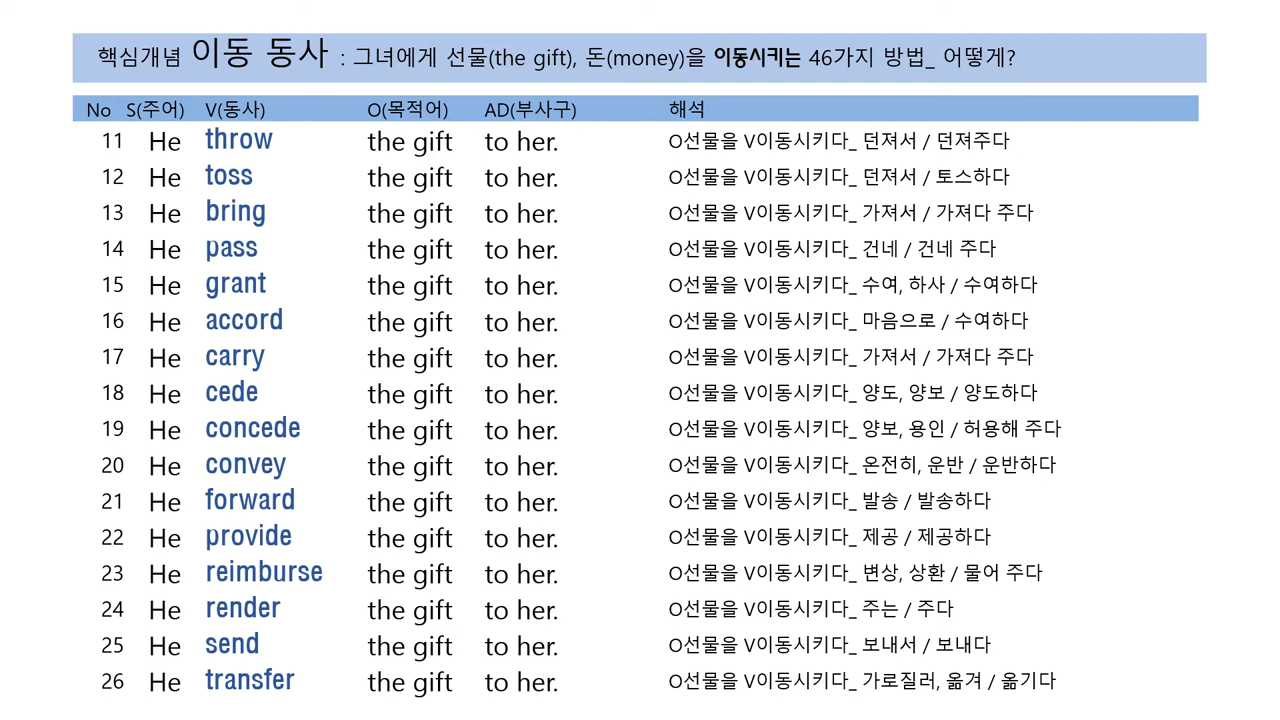 핵심개념 이동 동사 : 그녀에게 선물(the gift), 돈(money)을 이동시키는 46가지 방법_ 어떻게?
No S(주어) V(동사) O(목적어) AD(부사구) 해석
11 He throw the gift to her. O선물을 V이동시키다_ 던져서 / 던져주다
12 He toss the gift to her. O선물을 V이동시키다_ 던져서 / 토스하다
13 He bring the gift to her. O선물을 V이동시키다_ 가져서 / 가져다 주다
14 He pass the gift to her. O선물을 V이동시키다_ 건네 / 건네 주다
15 He grant the gift to her. O선물을 V이동시키다_ 수여, 하사 / 수여하다
16 He accord the gift to her. O선물을 V이동시키다_ 마음으로 / 수여하다
17 He carry the gift to her. O선물을 V이동시키다_ 가져서 / 가져다 주다
18 He cede the gift to her. O선물을 V이동시키다_ 양도, 양보 / 양도하다
19 He concede the gift to her. O선물을 V이동시키다_ 양보, 용인 / 허용해 주다
20 He convey the gift to her. O선물을 V이동시키다_ 온전히, 운반 / 운반하다
21 He forward the gift to her. O선물을 V이동시키다_ 발송 / 발송하다
22 He provide the gift to her. O선물을 V이동시키다_ 제공 / 제공하다
23 He reimburse the gift to her. O선물을 V이동시키다_ 변상, 상환 / 물어 주다
24 He render the gift to her. O선물을 V이동시키다_ 주는 / 주다
25 He send the gift to her. O선물을 V이동시키다_ 보내서 / 보내다
26 He transfer the gift to her. O선물을 V이동시키다_ 가로질러, 옮겨 / 옮기다